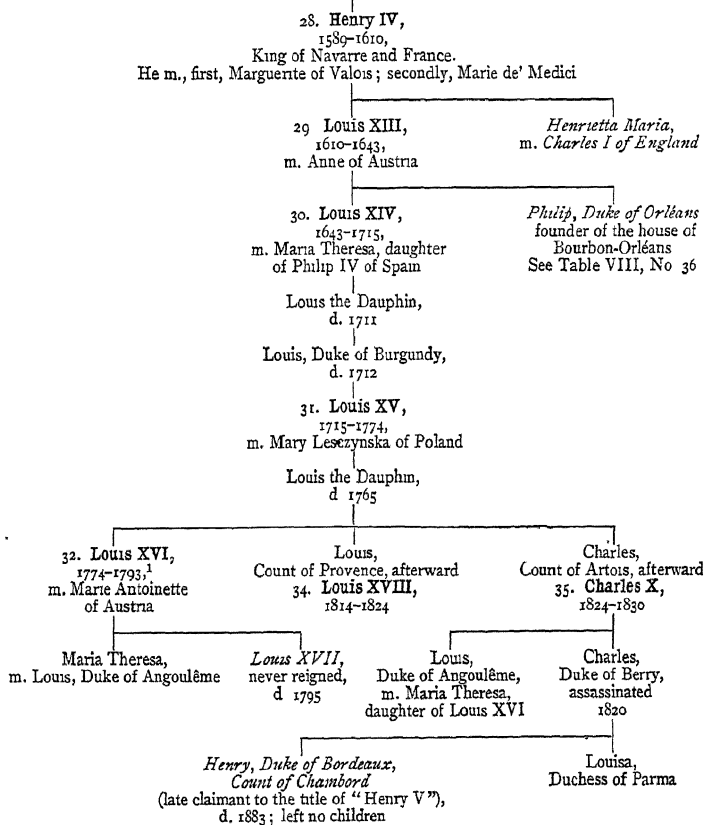 28. Henry IV,
1589–1610,
King of Navarre and France.
He m., first, Marguerite of Valois; secondly, Marie de' Medici
29 Louis XIII,
1610–1643,
m. Anne of Austria
Henrietta Maria,
m. Charles I of England
30. Louis XIV,
1643–1715,
m. Maria Theresa, daughter
of Philip IV of Spain
Philip, Duke of Orléans
founder of the house of
Bourbon-Orléans
See Table VIII, No 36
Louis the Dauphin,
d. 1711
Louis, Duke of Burgundy,
d. 1712
31. Louis XV,
1715–1774,
m. Mary Lesczynska of Poland
Louis the Dauphin,
d 1765
32. Louis XVI,
1774–1793,¹
m. Marie Antoinette
of Austria
Louis,
Count of Provence, afterward
34. Louis XVIII,
1814–1824
Charles,
Count of Artois, afterward
35. Charles X,
1824–1830
Maria Theresa,
m. Louis, Duke of Angoulême
Louis XVII,
never reigned,
d 1795
Louis,
Duke of Angoulême,
m. Maria Theresa,
daughter of Louis XVI
Charles,
Duke of Berry,
assassinated
1820
Henry, Duke of Bordeaux,
Count of Chambord
(late claimant to the title of "Henry V"),
d. 1883; left no children
Louisa,
Duchess of Parma